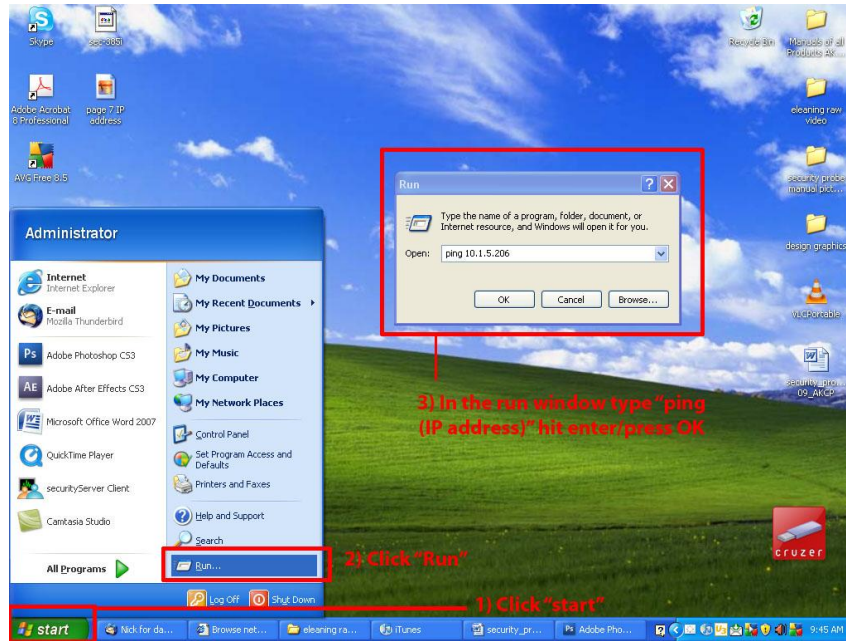 Skype
Adobe Acrobat
8 Professional
page 7 IP
address
AVG Free 8.5
Recycle Bin
Manuals of all
Products AK...
eleaning raw
video
security probe
manual pict...
design graphics
VLCPortable
security_pro...
09_AKCP
Run
Type the name of a program, folder, document, or
Internet resource, and Windows will open it for you.
Open:
ping 10.1.5.206
OK
Cancel
Browse...
3) In the run window type "ping
(IP address)" hit enter/press OK
Administrator
Internet
Internet Explorer
E-mail
Mozilla Thunderbird
Ps
Adobe Photoshop CS3
AE
Adobe After Effects CS3
Microsoft Office Word 2007
QuickTime Player
securityServer Client
Camtasia Studio
All Programs
My Documents
My Recent Documents
My Pictures
My Music
My Computer
My Network Places
Control Panel
Set Program Access and
Defaults
Printers and Faxes
Help and Support
Search
Run...
2) Click "Run"
Log Off
Shut Down
1) Click "start"
cruzer
start
Nick for da...
Browse net...
eleaning ra...
iTunes
security_pr...
Ps
Adobe Pho...
9:45 AM